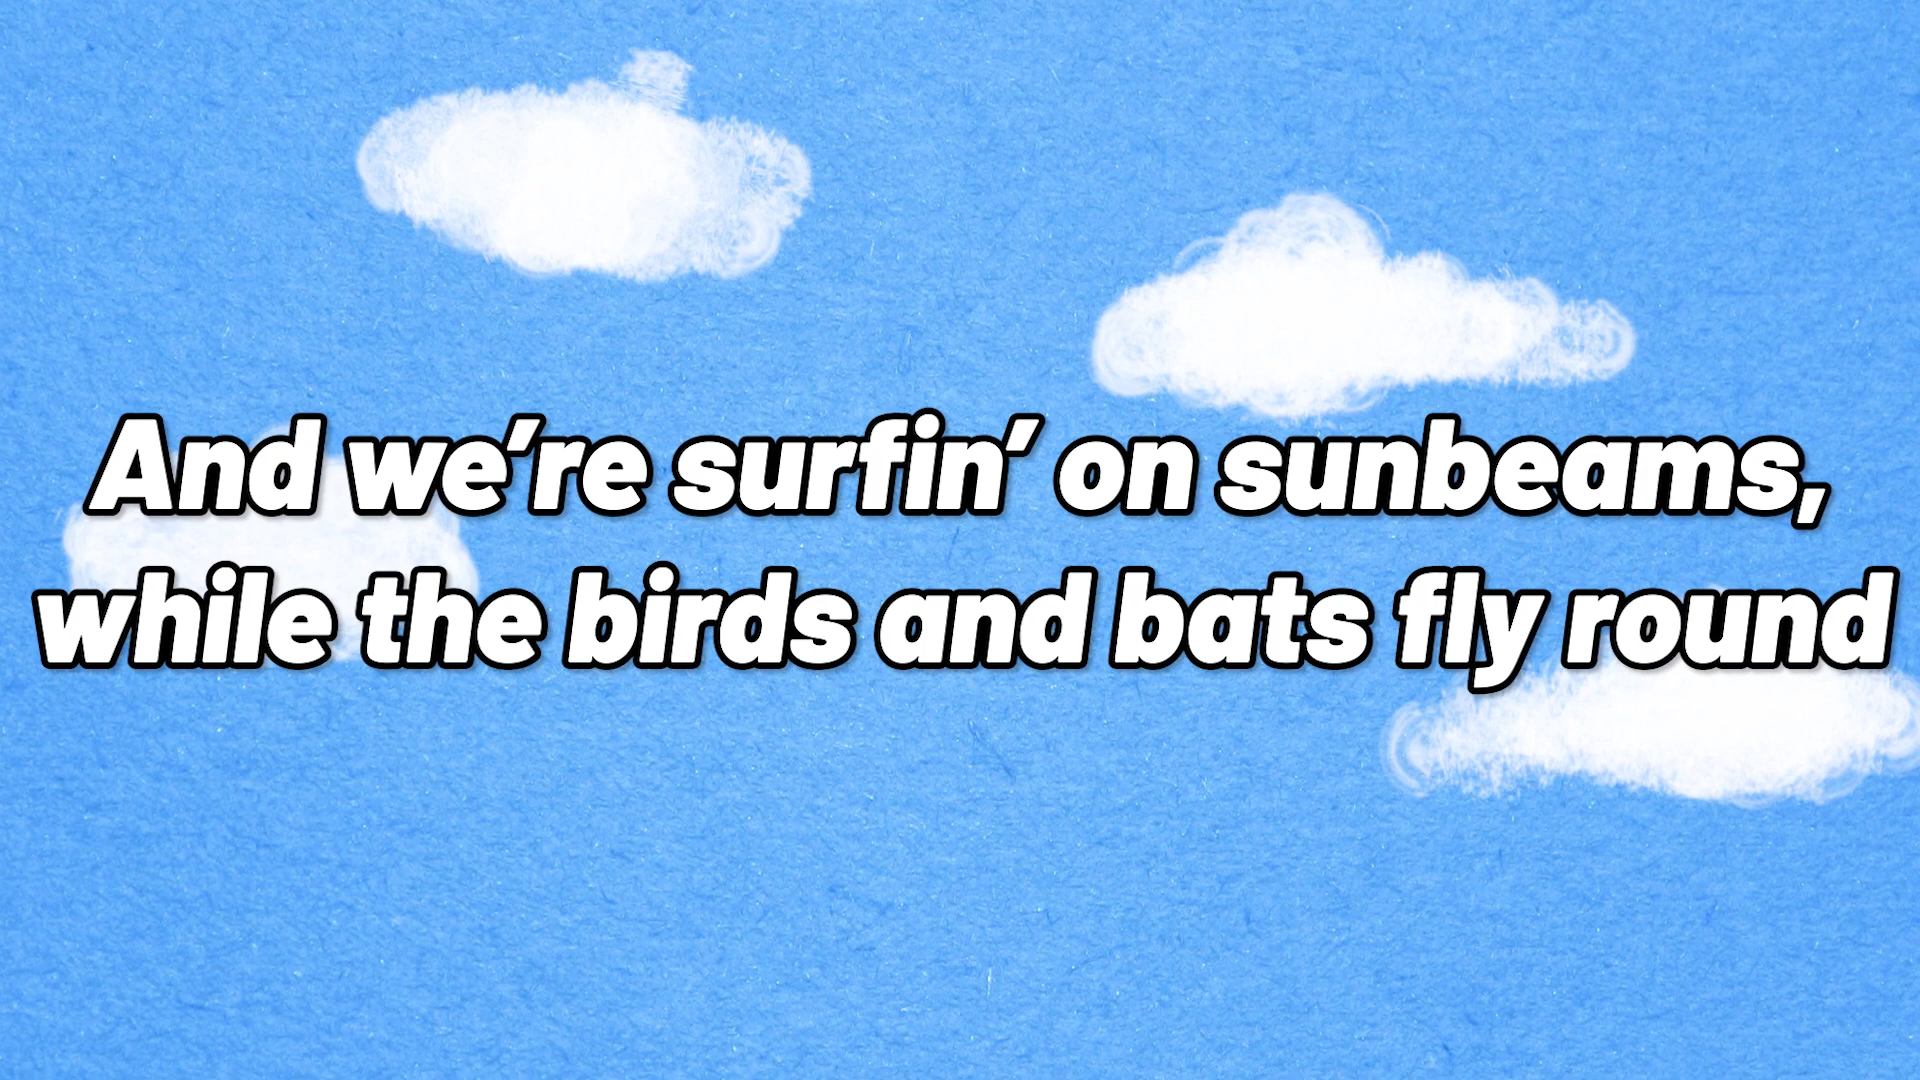 And we’re surfin’ on sunbeams,
while the birds and bats fly round